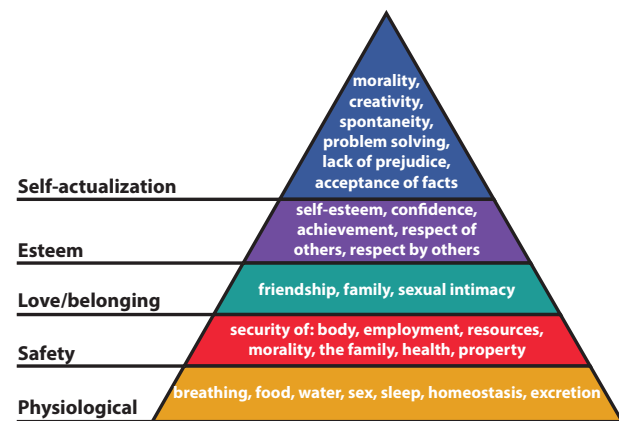 morality,
creativity,
spontaneity,
problem solving,
lack of prejudice,
acceptance of facts
Self-actualization
self-esteem, confidence,
achievement, respect of
others, respect by others
Esteem
friendship, family, sexual intimacy
Love/belonging
security of: body, employment, resources,
morality, the family, health, property
Safety
breathing, food, water, sex, sleep, homeostasis, excretion
Physiological